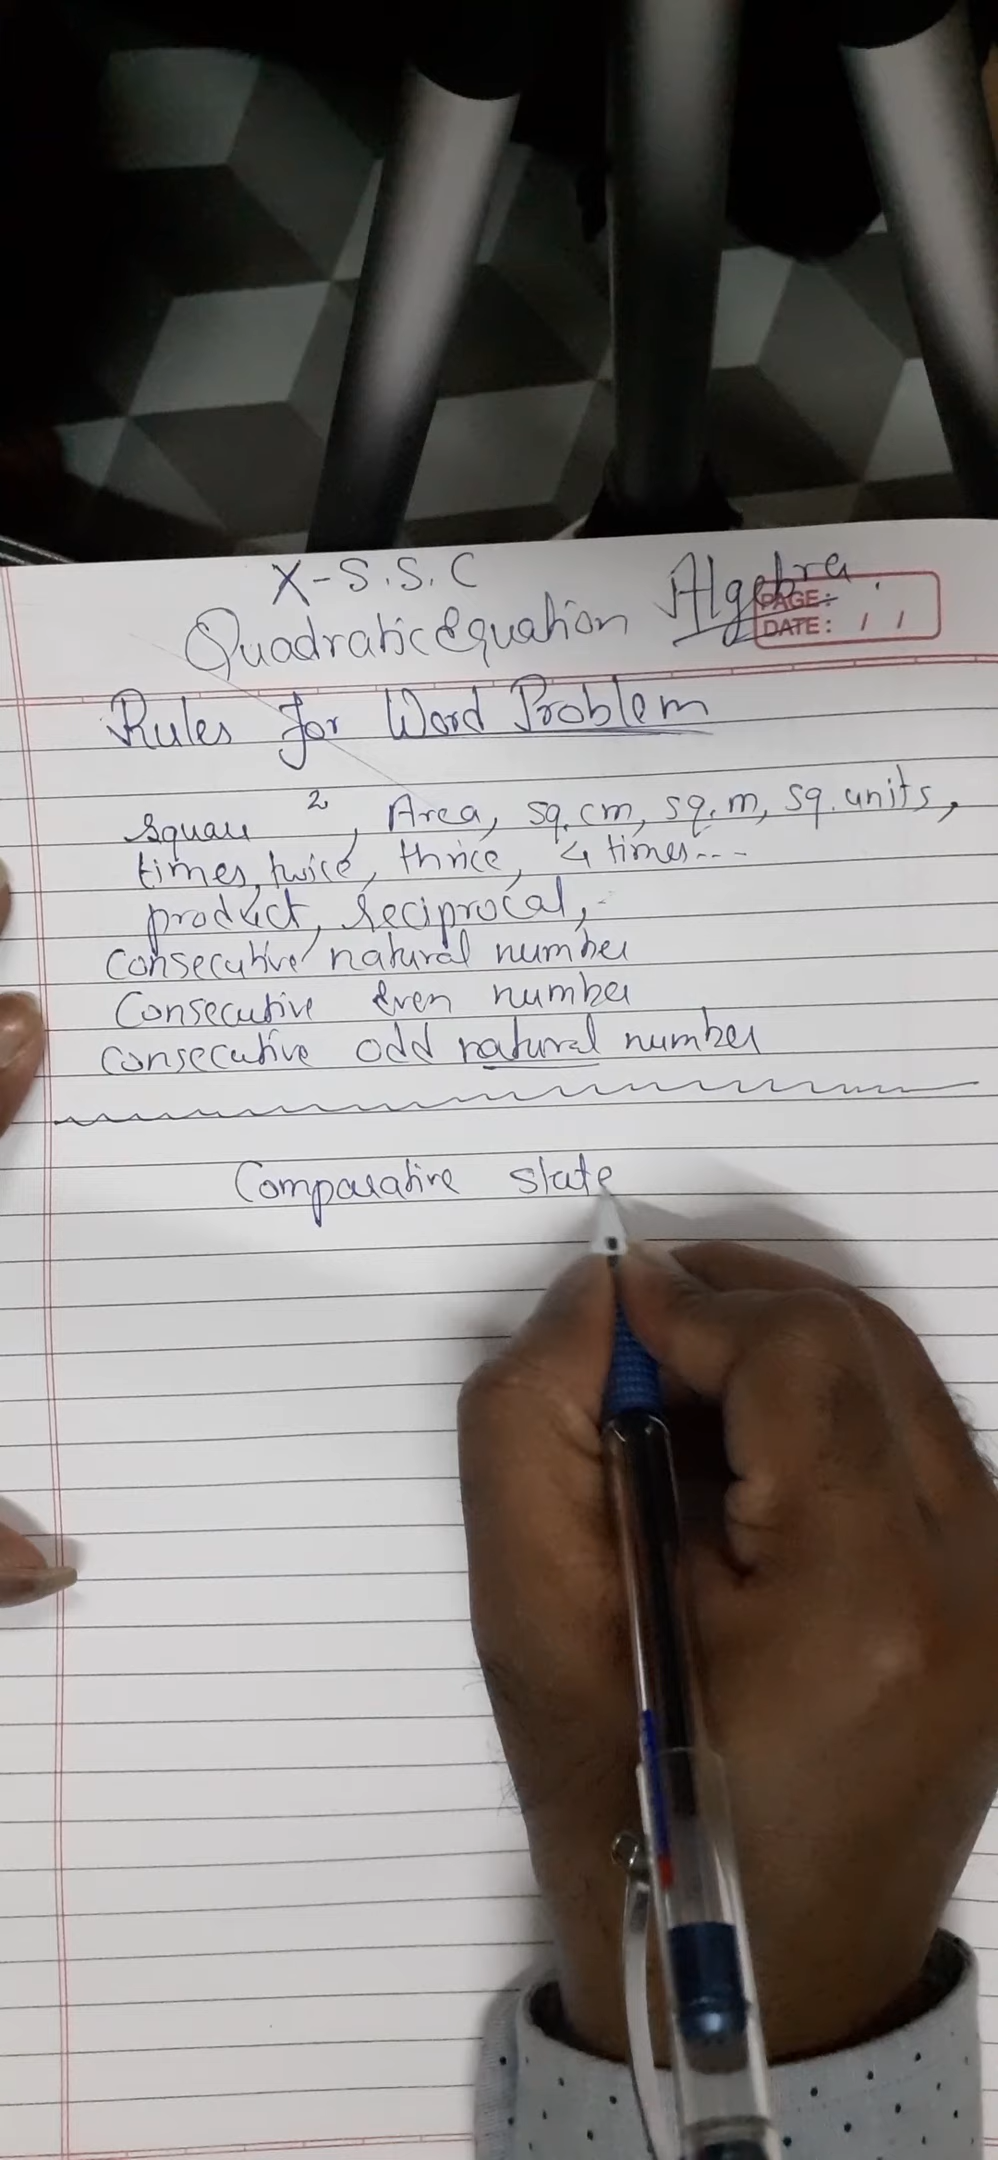 X-S.S.C
Quadratic Equation Algebra
PAGE:
DATE: / /
Rules for Word Problem
square ², Area, sq.cm, sq.m, sq.units,
times, twice, thrice, 4 times---
product, reciprocal,-
consecutive natural number
Consecutive Even number
consecutive odd natural number
Comparative state